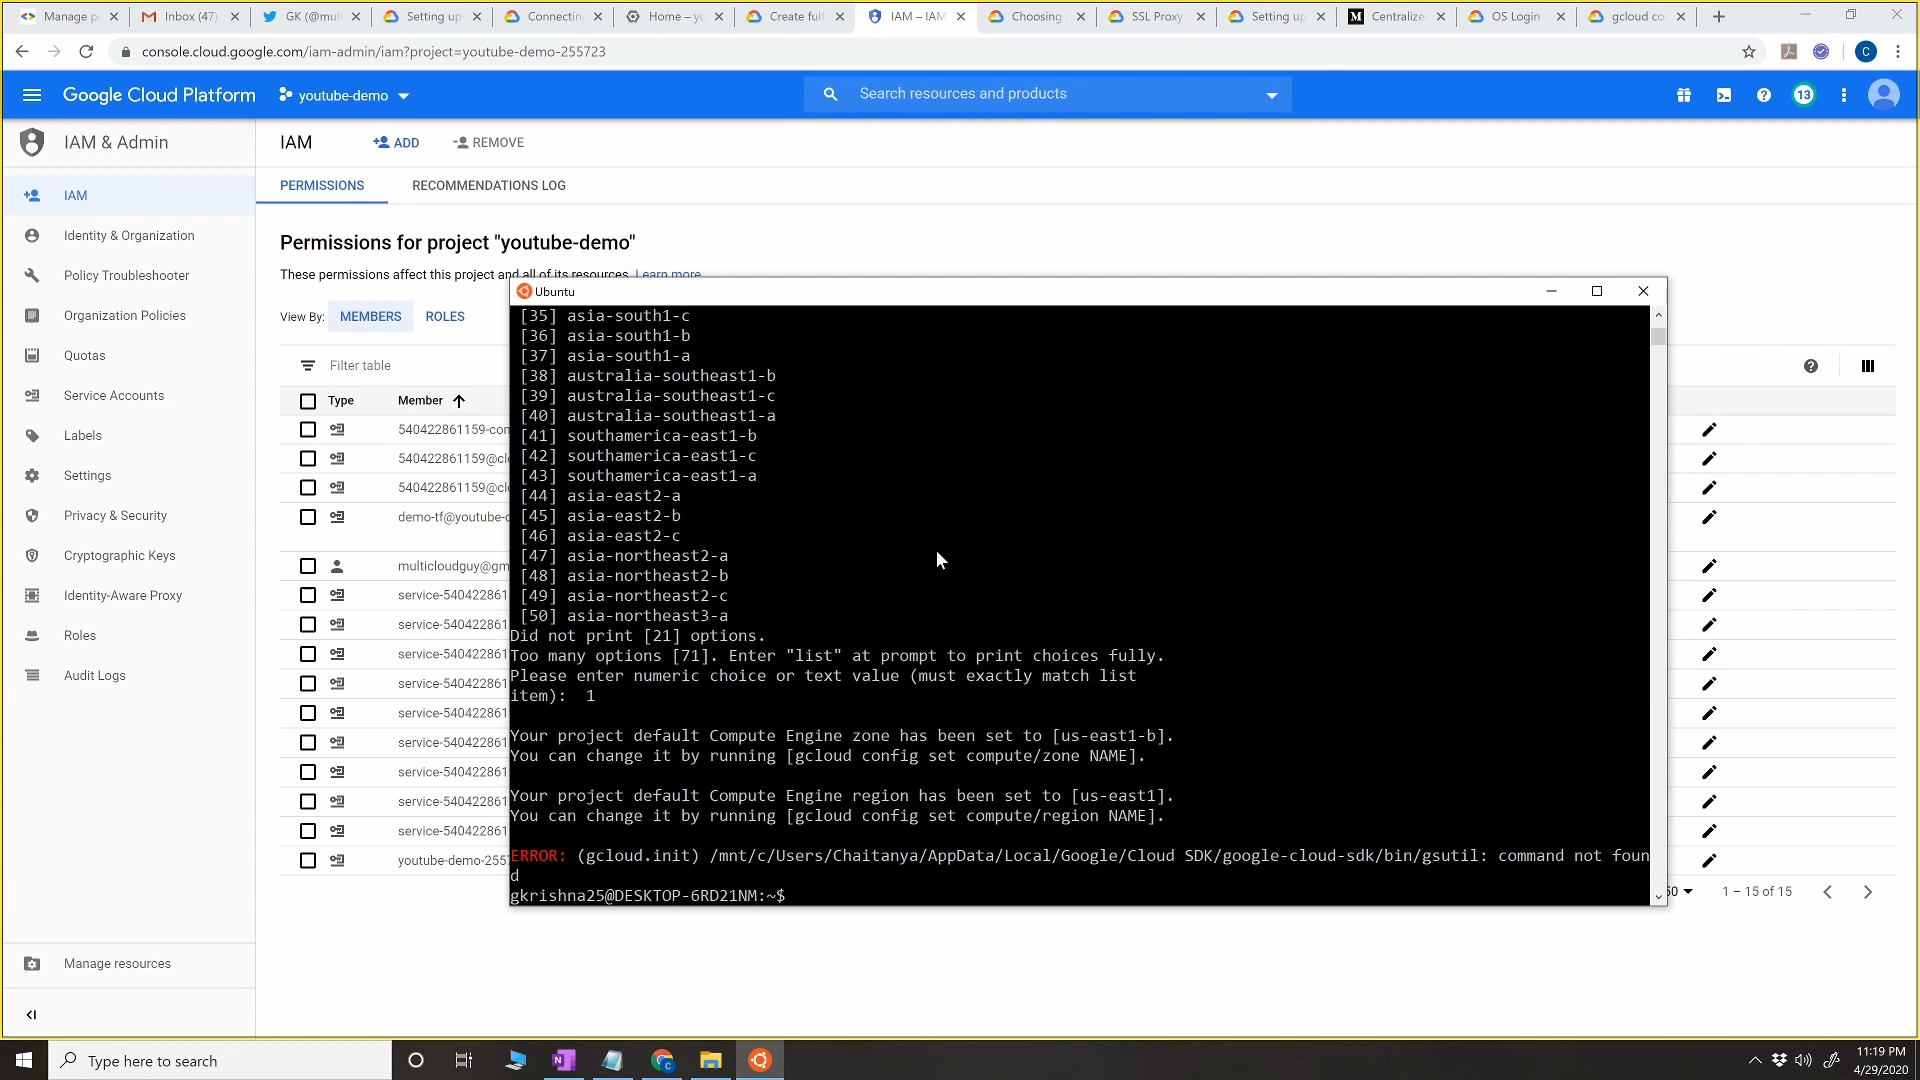 Manage pr
Inbox (47)
GK (@mul
Setting up
Connectin
Home – yo
Create fulf
IAM – IAM
Choosing
SSL Proxy
Setting up
Centralize
OS Login
gcloud co
console.cloud.google.com/iam-admin/iam?project=youtube-demo-255723
C
Google Cloud Platform
youtube-demo
Search resources and products
13
IAM & Admin
IAM
ADD
REMOVE
IAM
Identity & Organization
Policy Troubleshooter
Organization Policies
Quotas
Service Accounts
Labels
Settings
Privacy & Security
Cryptographic Keys
Identity-Aware Proxy
Roles
Audit Logs
Manage resources
PERMISSIONS
RECOMMENDATIONS LOG
Permissions for project "youtube-demo"
These permissions affect this project and all of its resources. Learn more
View By: MEMBERS ROLES
Filter table
Type Member
540422861159-con
540422861159@clo
540422861159@clo
demo-tf@youtube-d
multicloudguy@gm
service-540422861
service-540422861
service-540422861
service-540422861
service-540422861
service-540422861
service-540422861
service-540422861
service-540422861
youtube-demo-255
50
1 – 15 of 15
Ubuntu
[35] asia-south1-c
[36] asia-south1-b
[37] asia-south1-a
[38] australia-southeast1-b
[39] australia-southeast1-c
[40] australia-southeast1-a
[41] southamerica-east1-b
[42] southamerica-east1-c
[43] southamerica-east1-a
[44] asia-east2-a
[45] asia-east2-b
[46] asia-east2-c
[47] asia-northeast2-a
[48] asia-northeast2-b
[49] asia-northeast2-c
[50] asia-northeast3-a
Did not print [21] options.
Too many options [71]. Enter "list" at prompt to print choices fully.
Please enter numeric choice or text value (must exactly match list
item):  1
Your project default Compute Engine zone has been set to [us-east1-b].
You can change it by running [gcloud config set compute/zone NAME].
Your project default Compute Engine region has been set to [us-east1].
You can change it by running [gcloud config set compute/region NAME].
ERROR: (gcloud.init) /mnt/c/Users/Chaitanya/AppData/Local/Google/Cloud SDK/google-cloud-sdk/bin/gsutil: command not foun
d
gkrishna25@DESKTOP-6RD21NM:~$
Type here to search
11:19 PM
4/29/2020